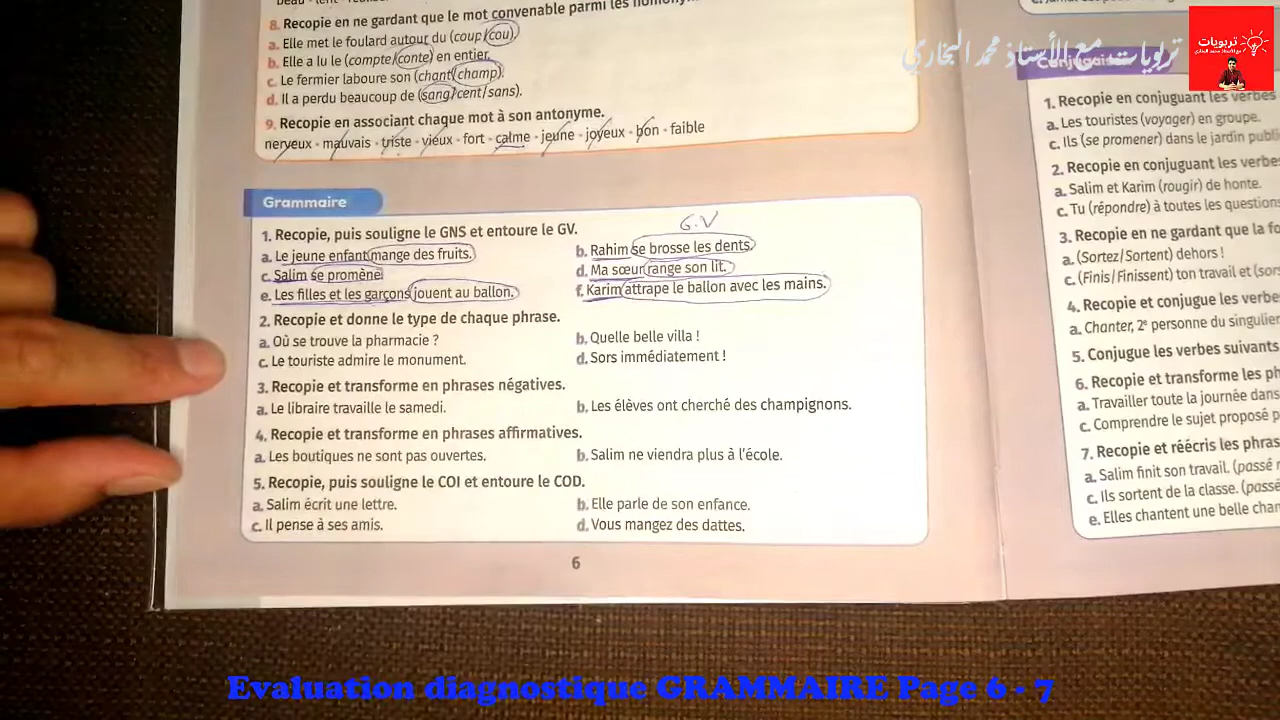 8. Recopie en ne gardant que le mot convenable parmi les
a. Elle met le foulard autour du (coup/cou).
b. Elle a lu le (compte/conte) en entier.
c. Le fermier laboure son (chant/champ).
d. Il a perdu beaucoup de (sang/cent/sans).
9. Recopie en associant chaque mot à son antonyme.
nerveux - mauvais - triste - vieux - fort - calme - jeune - joyeux - bon - faible
Grammaire
G.V
1. Recopie, puis souligne le GNS et entoure le GV.
a. Le jeune enfant mange des fruits.
b. Rahim se brosse les dents.
c. Salim se promène
d. Ma sœur range son lit.
e. Les filles et les garçons jouent au ballon.
f. Karim attrape le ballon avec les mains.
2. Recopie et donne le type de chaque phrase.
a. Où se trouve la pharmacie ?
b. Quelle belle villa !
c. Le touriste admire le monument.
d. Sors immédiatement !
3. Recopie et transforme en phrases négatives.
a. Le libraire travaille le samedi.
b. Les élèves ont cherché des champignons.
4. Recopie et transforme en phrases affirmatives.
a. Les boutiques ne sont pas ouvertes.
b. Salim ne viendra plus à l'école.
5. Recopie, puis souligne le COI et entoure le COD.
a. Salim écrit une lettre.
b. Elle parle de son enfance.
c. Il pense à ses amis.
d. Vous mangez des dattes.
6
Conjugaison
1. Recopie en conjuguant les verbes
a. Les touristes (voyager) en groupe.
c. Ils (se promener) dans le jardin
2. Recopie en conjuguant les verbes
a. Salim et Karim (rougir) de honte.
c. Tu (répondre) à toutes les questions
3. Recopie en ne gardant que la
a. (Sortez/Sortent) dehors !
c. (Finis/Finissent) ton travail et
4. Recopie et conjugue les verbe
a. Chanter, 2e personne du singulier
5. Conjugue les verbes suivants
6. Recopie et transforme les
a. Travailler toute la journée dans
c. Comprendre le sujet proposé
7. Recopie et réécris les
a. Salim finit son travail. (passé
c. Ils sortent de la classe. (passé
e. Elles chantent une belle
تربويات مع الأستاذ محمد البخاري
تربويات
Evaluation diagnostique GRAMMAIRE Page 6 - 7